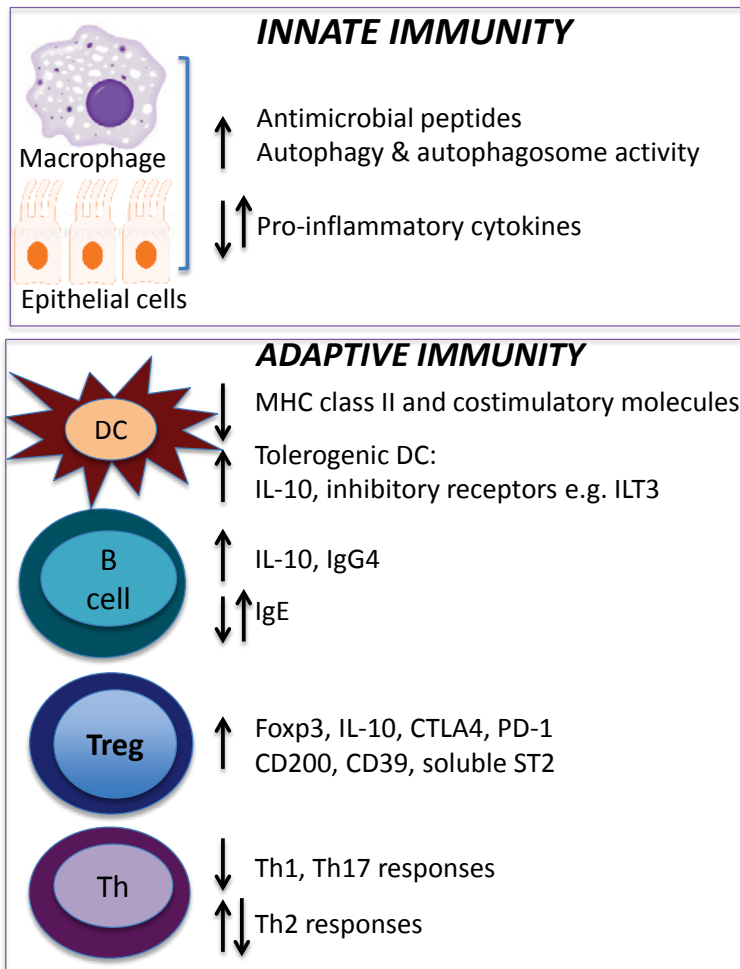 INNATE IMMUNITY
Macrophage
Epithelial cells
Antimicrobial peptides
Autophagy & autophagosome activity
Pro-inflammatory cytokines
ADAPTIVE IMMUNITY
DC
MHC class II and costimulatory molecules
Tolerogenic DC:
IL-10, inhibitory receptors e.g. ILT3
B
cell
IL-10, IgG4
IgE
Treg
Foxp3, IL-10, CTLA4, PD-1
CD200, CD39, soluble ST2
Th
Th1, Th17 responses
Th2 responses